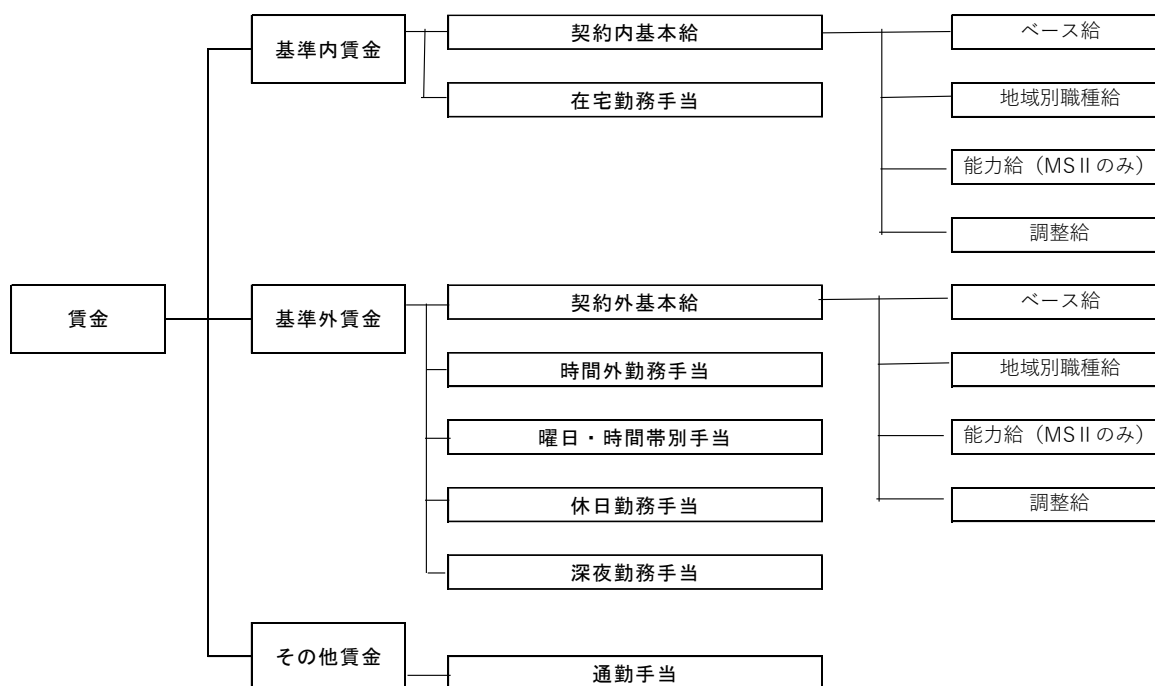 基準内賃金
契約内基本給
ベース給
在宅勤務手当
地域別職種給
能力給（MSⅡのみ）
調整給
賃金
基準外賃金
契約外基本給
ベース給
時間外勤務手当
地域別職種給
曜日・時間帯別手当
能力給（MSⅡのみ）
休日勤務手当
調整給
深夜勤務手当
その他賃金
通勤手当